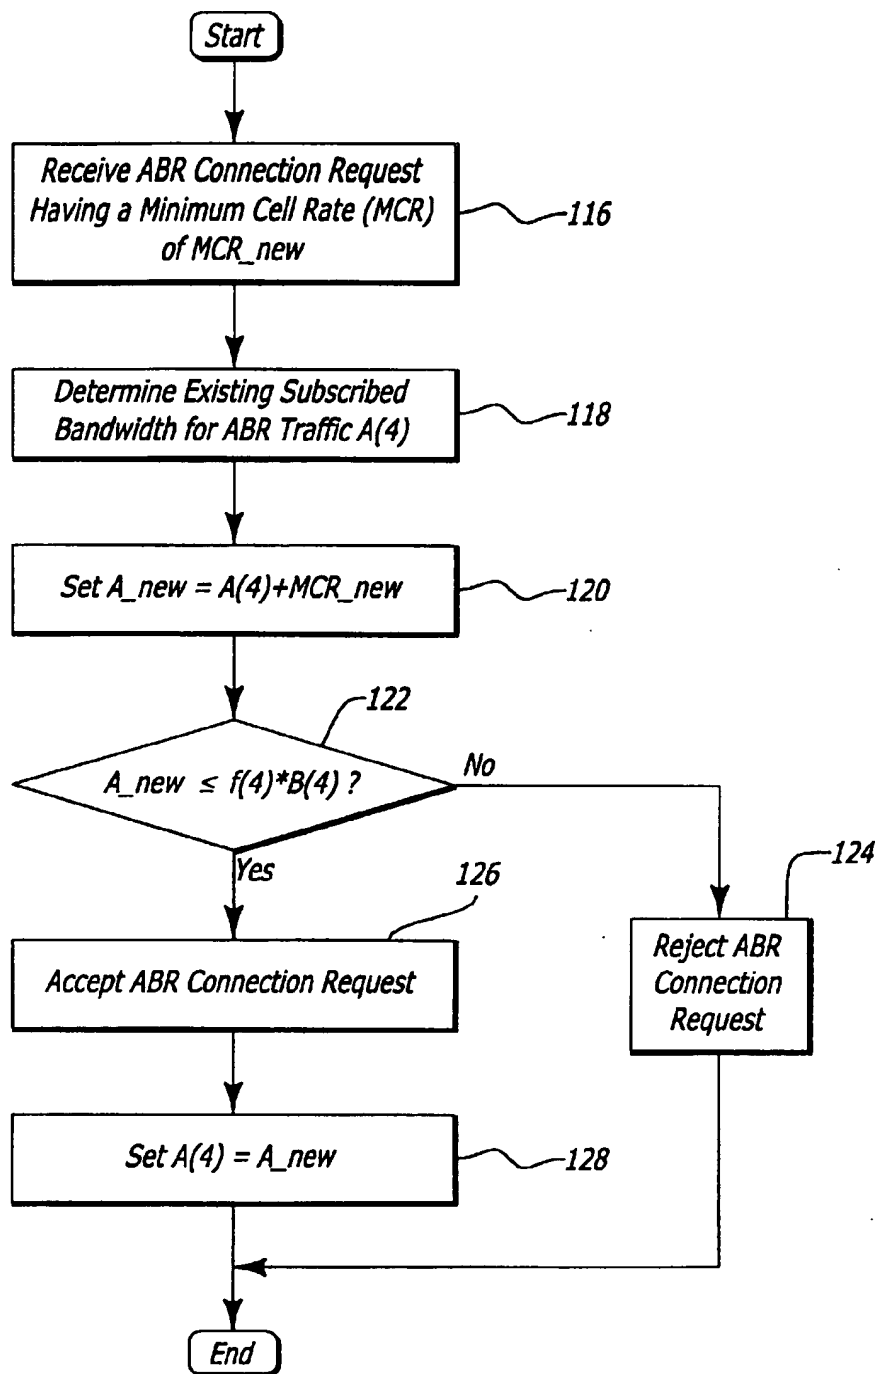 Start
Receive ABR Connection Request
Having a Minimum Cell Rate (MCR)
of MCR_new
116
Determine Existing Subscribed
Bandwidth for ABR Traffic A(4)
118
Set A_new = A(4)+MCR_new
120
122
A_new ≤ f(4)*B(4) ?
No
Yes
126
124
Accept ABR Connection Request
Reject ABR
Connection
Request
Set A(4) = A_new
128
End